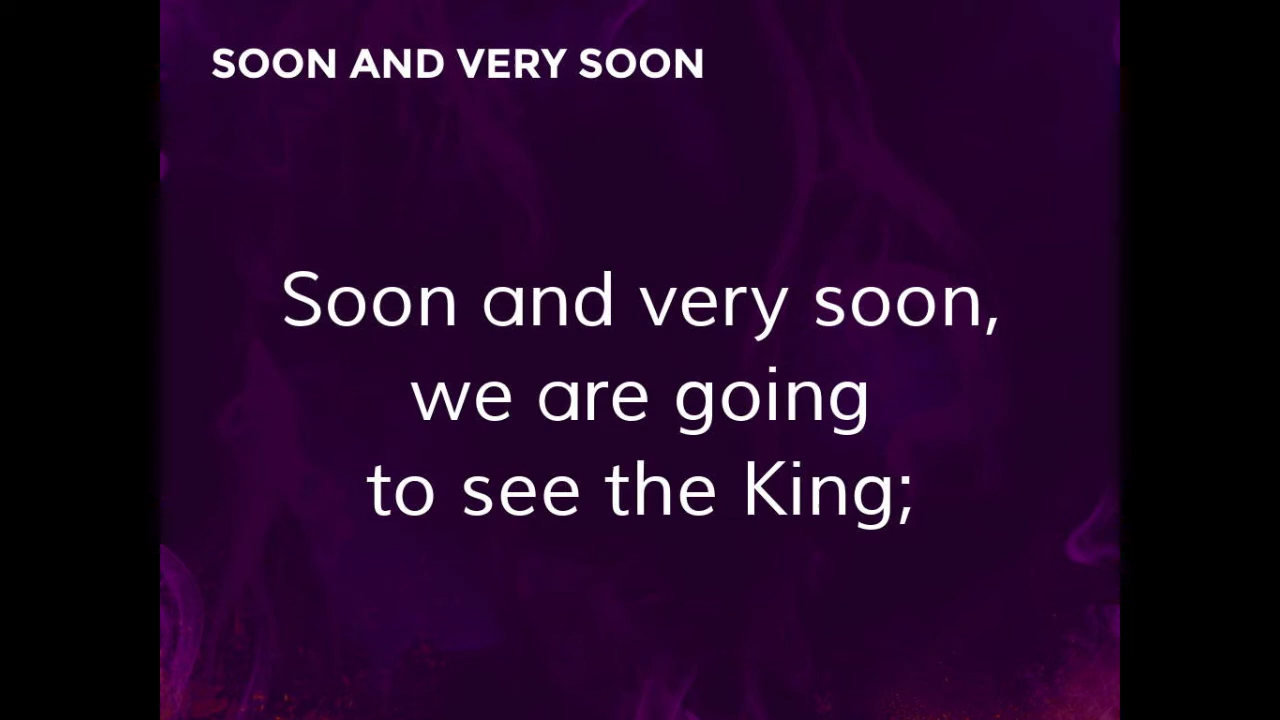 SOON AND VERY SOON
Soon and very soon,
we are going
to see the King;